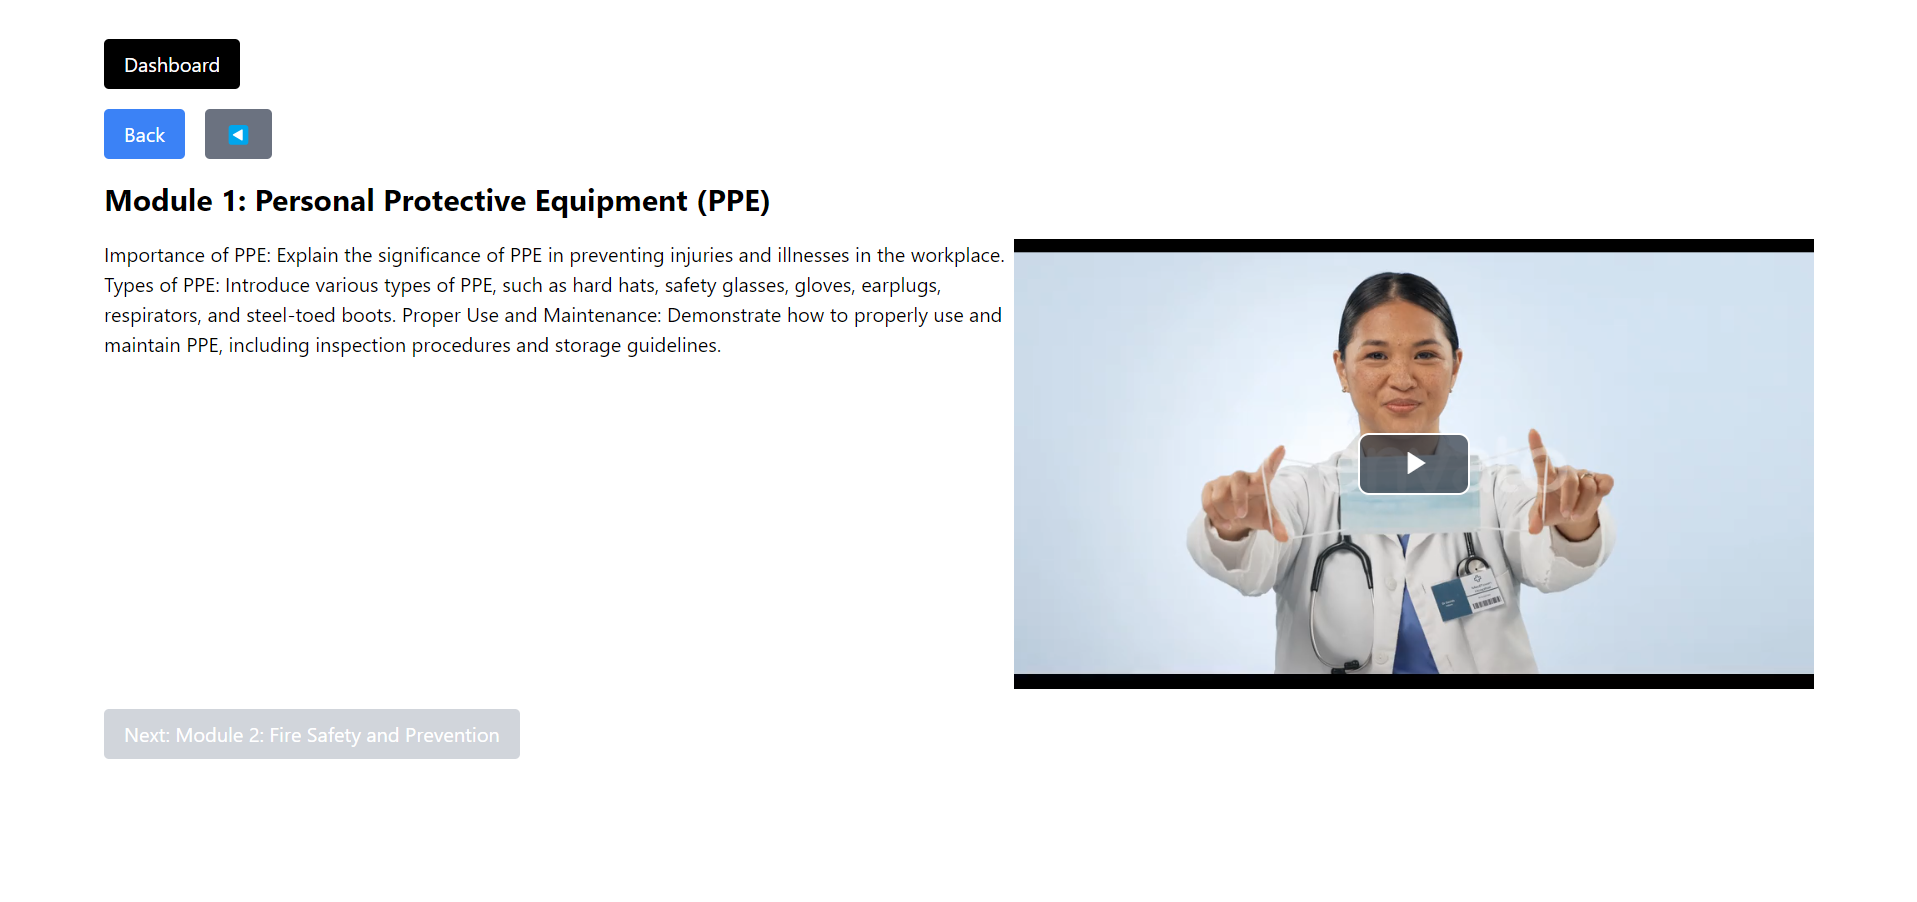 Dashboard
Back
Module 1: Personal Protective Equipment (PPE)
Importance of PPE: Explain the significance of PPE in preventing injuries and illnesses in the workplace.
Types of PPE: Introduce various types of PPE, such as hard hats, safety glasses, gloves, earplugs,
respirators, and steel-toed boots. Proper Use and Maintenance: Demonstrate how to properly use and
maintain PPE, including inspection procedures and storage guidelines.
Next: Module 2: Fire Safety and Prevention